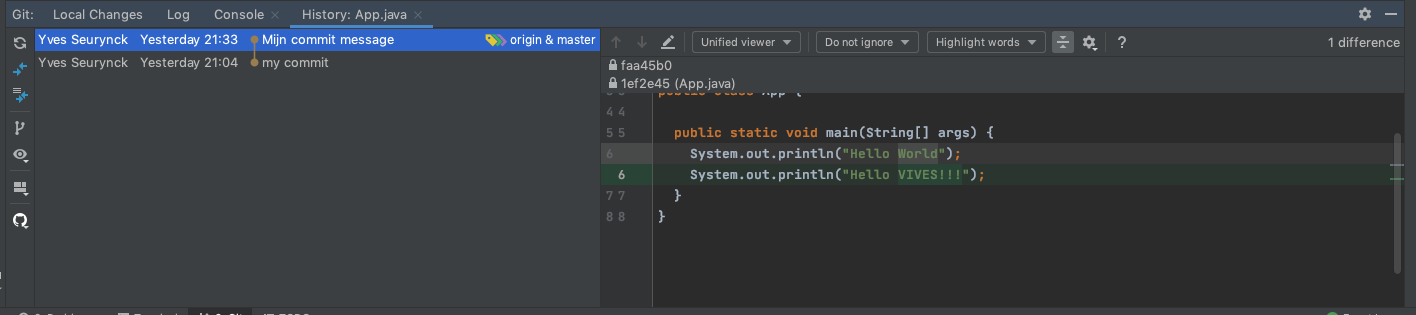 Git: Local Changes Log Console History: App.java
Yves Seurynck Yesterday 21:33 Mijn commit message origin & master
Yves Seurynck Yesterday 21:04 my commit
Unified viewer Do not ignore Highlight words ? 1 difference
faa45b0
1ef2e45 (App.java)
public class App {
4 4
5 5 public static void main(String[] args) {
6 System.out.println("Hello World");
6 System.out.println("Hello VIVES!!!");
7 7 }
8 8 }